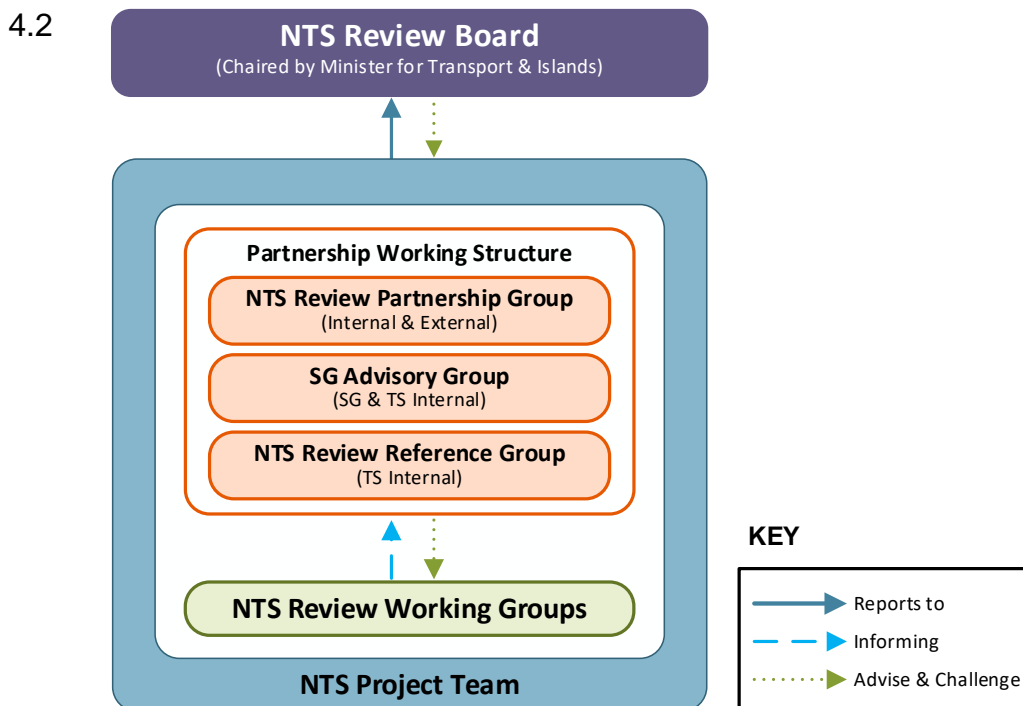 4.2
NTS Review Board
(Chaired by Minister for Transport & Islands)
Partnership Working Structure
NTS Review Partnership Group
(Internal & External)
SG Advisory Group
(SG & TS Internal)
NTS Review Reference Group
(TS Internal)
NTS Review Working Groups
NTS Project Team
KEY
Reports to
Informing
Advise & Challenge